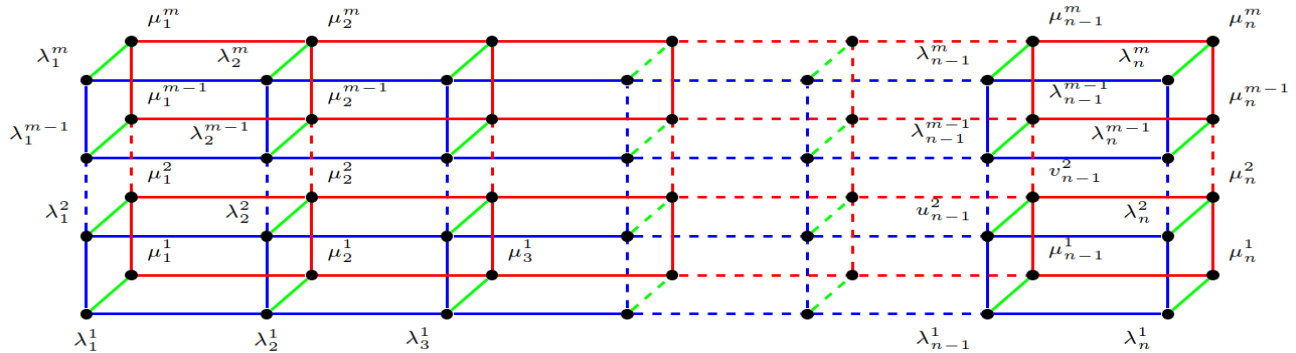 μ_1^m μ_2^m μ_{n-1}^m μ_n^m
λ_1^m λ_2^m λ_{n-1}^m λ_n^m
μ_1^{m-1} μ_2^{m-1} λ_{n-1}^{m-1} μ_n^{m-1}
λ_1^{m-1} λ_2^{m-1} λ_{n-1}^{m-1} λ_n^{m-1}
μ_1^2 μ_2^2 v_{n-1}^2 μ_n^2
λ_1^2 λ_2^2 u_{n-1}^2 λ_n^2
μ_1^1 μ_2^1 μ_3^1 μ_{n-1}^1 μ_n^1
λ_1^1 λ_2^1 λ_3^1 λ_{n-1}^1 λ_n^1